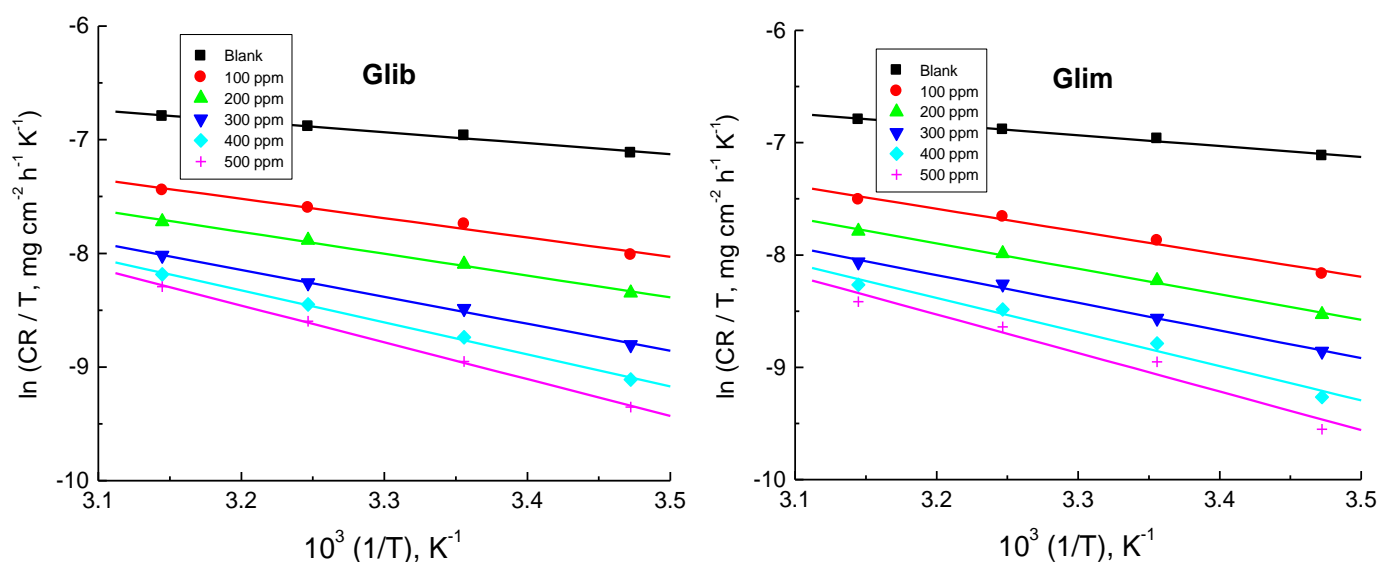 -6
Blank
100 ppm
200 ppm
300 ppm
400 ppm
500 ppm
Glib
-7
-8
-9
-10
ln (CR / T, mg cm⁻² h⁻¹ K⁻¹)
3.1 3.2 3.3 3.4 3.5
10³ (1/T), K⁻¹
-6
Blank
100 ppm
200 ppm
300 ppm
400 ppm
500 ppm
Glim
-7
-8
-9
-10
ln (CR / T, mg cm⁻² h⁻¹ K⁻¹)
3.1 3.2 3.3 3.4 3.5
10³ (1/T), K⁻¹